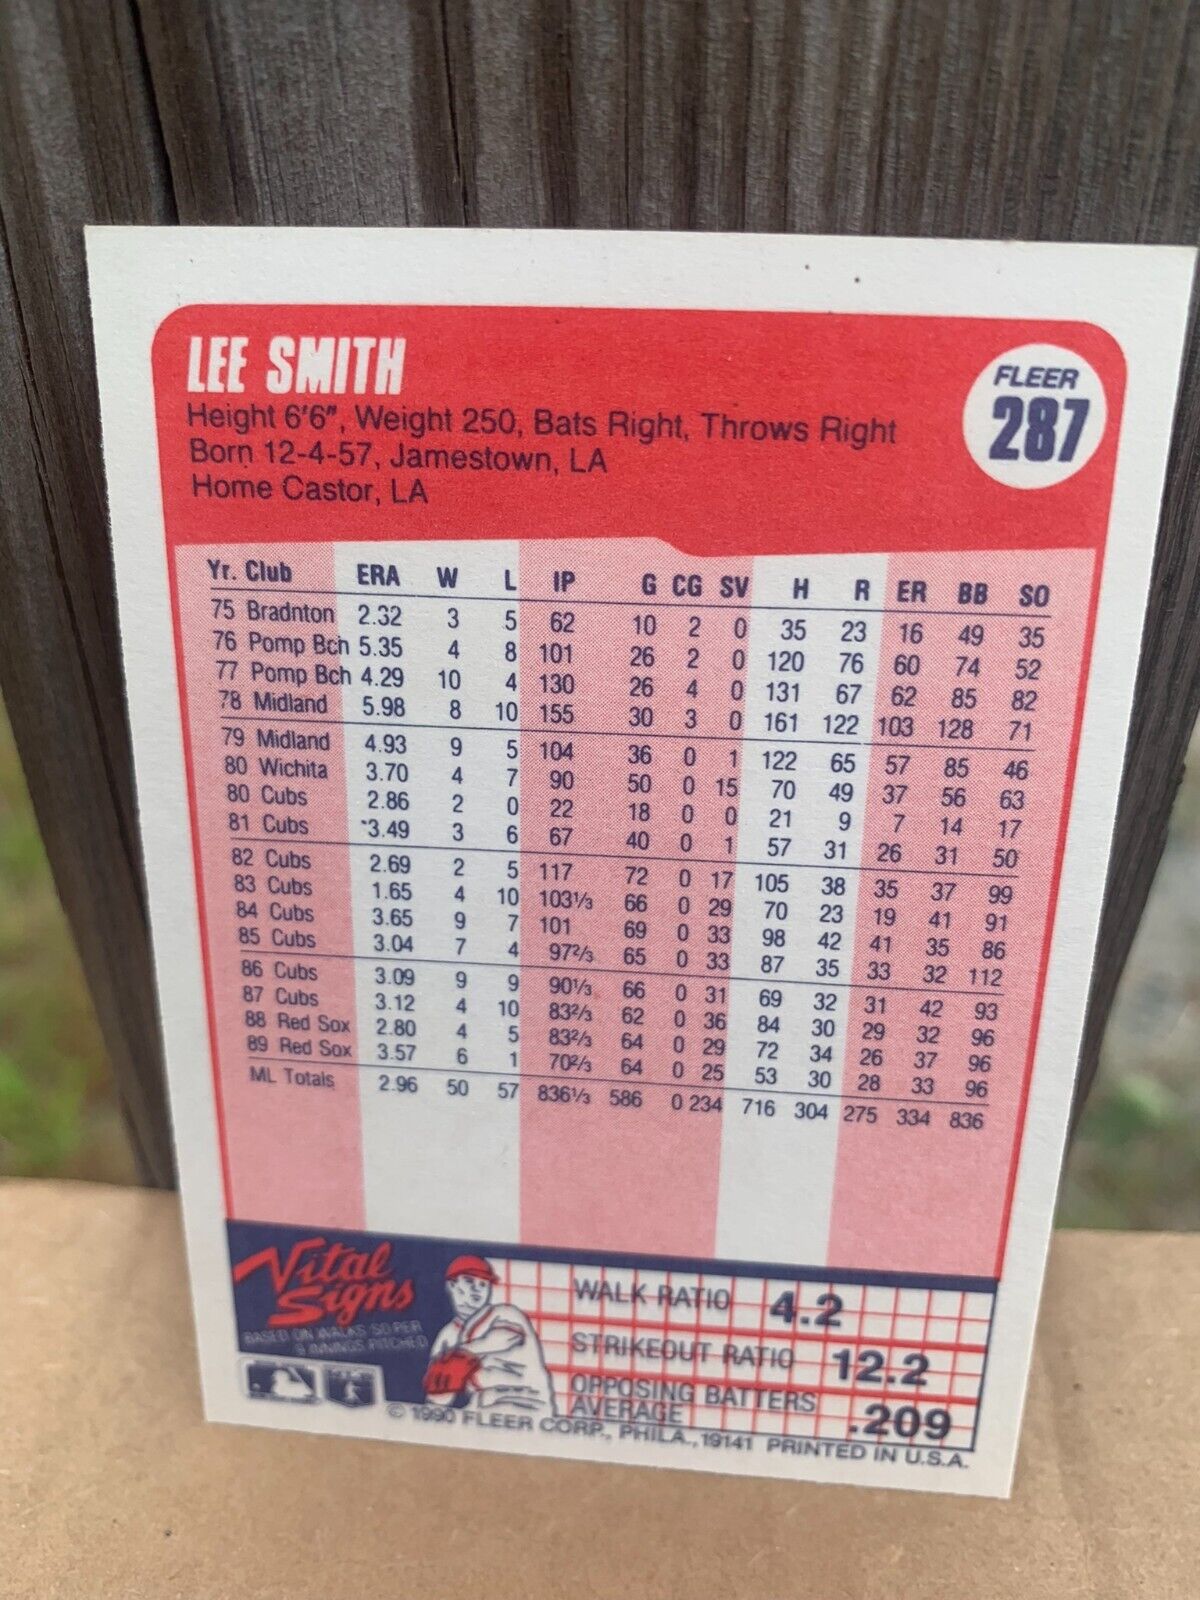 LEE SMITH
FLEER
287
Height 6'6", Weight 250, Bats Right, Throws Right
Born 12-4-57, Jamestown, LA
Home Castor, LA
Yr. Club ERA W L IP G CG SV H R ER BB SO
75 Bradnton 2.32 3 5 62 10 2 0 35 23 16 49 35
76 Pomp Bch 5.35 4 8 101 26 2 0 120 76 60 74 52
77 Pomp Bch 4.29 10 4 130 26 4 0 131 67 62 85 82
78 Midland 5.98 8 10 155 30 3 0 161 122 103 128 71
79 Midland 4.93 9 5 104 36 0 1 122 65 57 85 46
80 Wichita 3.70 4 7 90 50 0 15 70 49 37 56 63
80 Cubs 2.86 2 0 22 18 0 0 21 9 7 14 17
81 Cubs 3.49 3 6 67 40 0 1 57 31 26 31 50
82 Cubs 2.69 2 5 117 72 0 17 105 38 35 37 99
83 Cubs 1.65 4 10 103⅓ 66 0 29 70 23 19 41 91
84 Cubs 3.65 9 7 101 69 0 33 98 42 41 35 86
85 Cubs 3.04 7 4 97⅔ 65 0 33 87 35 33 32 112
86 Cubs 3.09 9 9 90⅓ 66 0 31 69 32 31 42 93
87 Cubs 3.12 4 10 83⅔ 62 0 36 84 30 29 32 96
88 Red Sox 2.80 4 5 83⅔ 64 0 29 72 34 26 37 96
89 Red Sox 3.57 6 1 70⅔ 64 0 25 53 30 28 33 96
ML Totals 2.96 50 57 836⅓ 586 0 234 716 304 275 334 836
Vital Signs
BASED ON WALKS SO PER
9 INNINGS PITCHED
WALK RATIO 4.2
STRIKEOUT RATIO 12.2
OPPOSING BATTERS
AVERAGE .209
© 1990 FLEER CORP., PHILA., 19141 PRINTED IN U.S.A.